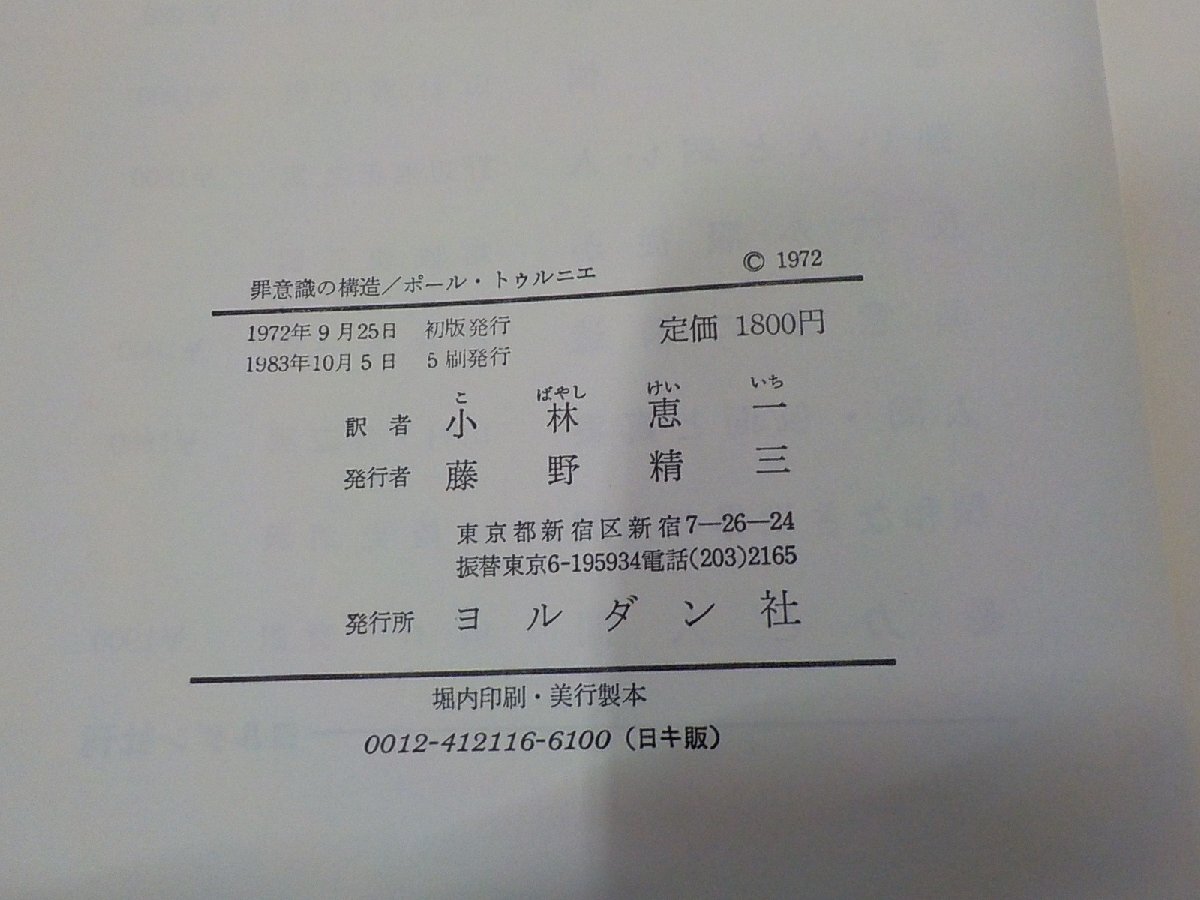 罪意識の構造/ポール・トゥルニエ © 1972
1972年9月25日 初版発行 定価 1800円
1983年10月5日 5刷発行
こ ばやし けい いち
訳者 小林恵一
発行者 藤野精三
東京都新宿区新宿7―26―24
振替東京6-195934電話(203)2165
発行所 ヨルダン社
堀内印刷・美行製本
0012-412116-6100(日キ販)